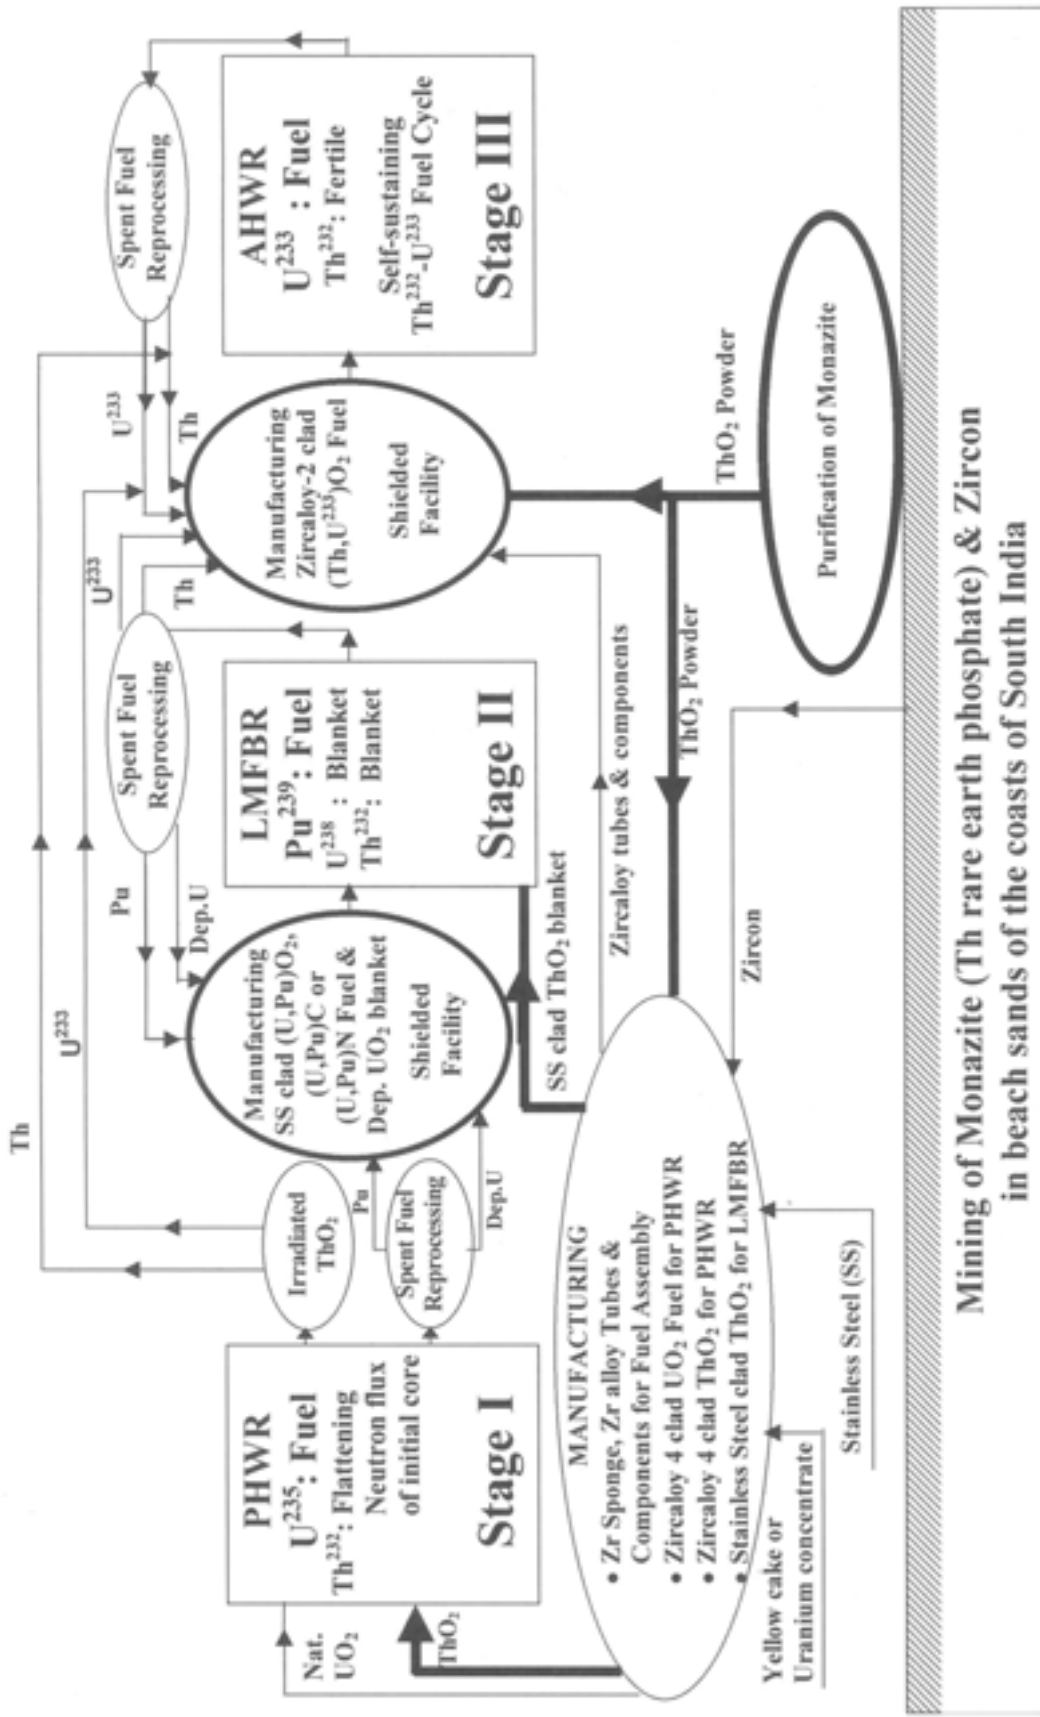 Th
U²³³
Pu
Dep.U
U²³³
Th
U²³³
Th
Irradiated
ThO₂
Spent Fuel
Reprocessing
Pu
Dep.U
Spent Fuel
Reprocessing
Spent Fuel
Reprocessing
Nat.
UO₂
ThO₂
PHWR
U²³⁵: Fuel
Th²³²: Flattening
Neutron flux
of initial core
Stage I
Manufacturing
SS clad (U,Pu)O₂,
(U,Pu)C or
(U,Pu)N Fuel &
Dep. UO₂ blanket
Shielded
Facility
LMFBR
Pu²³⁹: Fuel
U²³⁸ : Blanket
Th²³²: Blanket
Stage II
Manufacturing
Zircaloy-2 clad
(Th,U²³³)O₂ Fuel
Shielded
Facility
AHWR
U²³³ : Fuel
Th²³²: Fertile
Self-sustaining
Th²³²-U²³³ Fuel Cycle
Stage III
MANUFACTURING
• Zr Sponge, Zr alloy Tubes &
Components for Fuel Assembly
• Zircaloy 4 clad UO₂ Fuel for PHWR
• Zircaloy 4 clad ThO₂ for PHWR
• Stainless Steel clad ThO₂ for LMFBR
SS clad ThO₂ blanket
Zircaloy tubes & components
ThO₂ Powder
ThO₂ Powder
Zircon
Purification of Monazite
Yellow cake or
Uranium concentrate
Stainless Steel (SS)
Mining of Monazite (Th rare earth phosphate) & Zircon
in beach sands of the coasts of South India